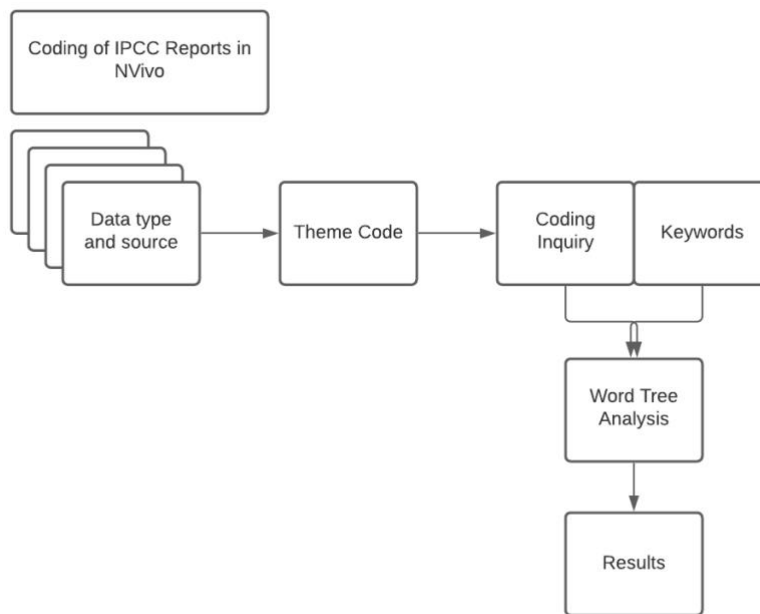 Coding of IPCC Reports in
NVivo
Data type
and source
Theme Code
Coding
Inquiry
Keywords
Word Tree
Analysis
Results